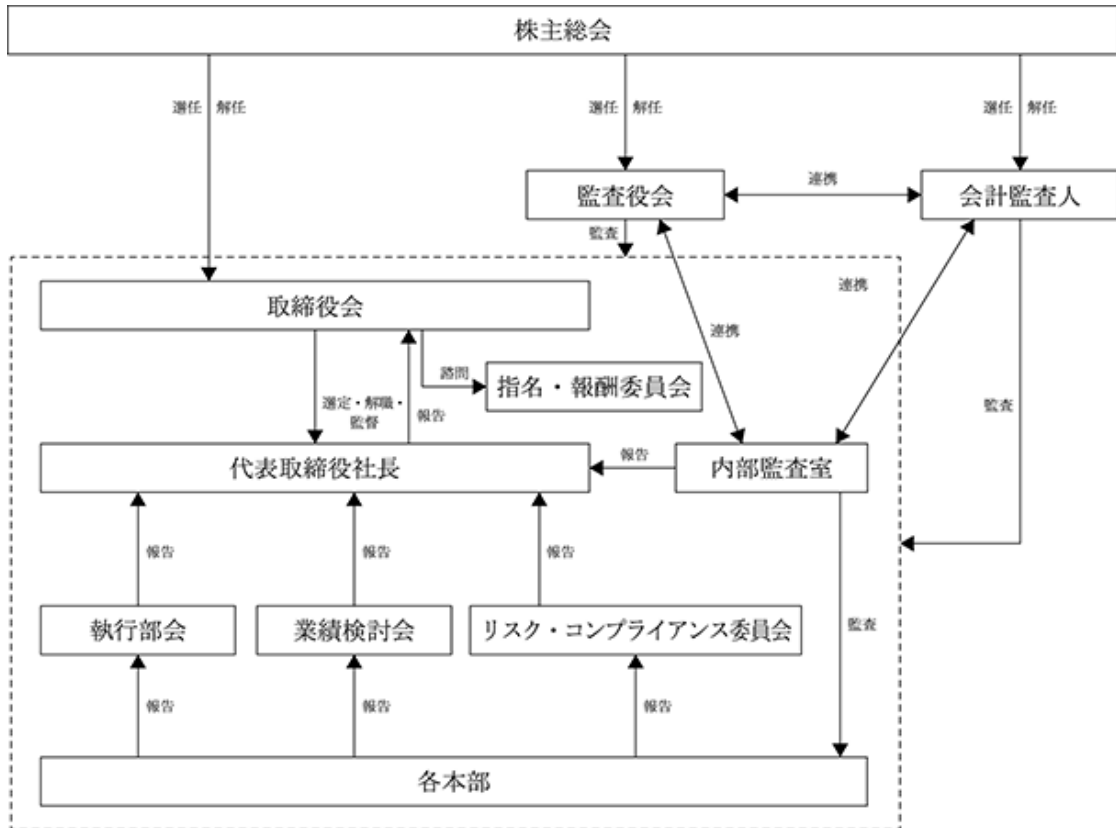 株主総会
選任 解任
選任 解任
選任 解任
監査役会
連携
会計監査人
監査
取締役会
連携
連携
諮問
指名・報酬委員会
選定・解職・
監督
報告
監査
代表取締役社長
報告
内部監査室
報告
報告
報告
執行部会
業績検討会
リスク・コンプライアンス委員会
監査
報告
報告
報告
各本部